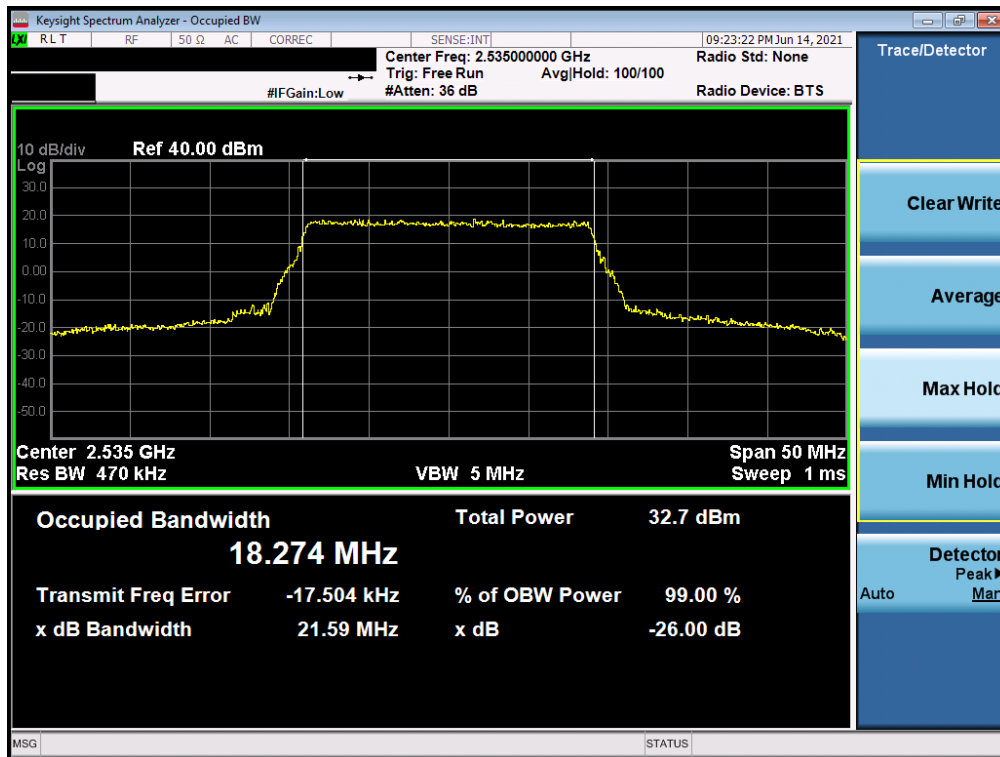 Keysight Spectrum Analyzer - Occupied BW
LXI RLT RF 50 Ω AC CORREC SENSE:INT 09:23:22 PM Jun 14, 2021
Center Freq: 2.535000000 GHz Radio Std: None
Trig: Free Run Avg|Hold: 100/100
#IFGain:Low #Atten: 36 dB Radio Device: BTS
10 dB/div Ref 40.00 dBm
Log
30.0
20.0
10.0
0.00
-10.0
-20.0
-30.0
-40.0
-50.0
Center 2.535 GHz Span 50 MHz
Res BW 470 kHz VBW 5 MHz Sweep 1 ms
Occupied Bandwidth Total Power 32.7 dBm
18.274 MHz
Transmit Freq Error -17.504 kHz % of OBW Power 99.00 %
x dB Bandwidth 21.59 MHz x dB -26.00 dB
MSG STATUS
Trace/Detector
Clear Write
Average
Max Hold
Min Hold
Detector
Peak
Auto Man